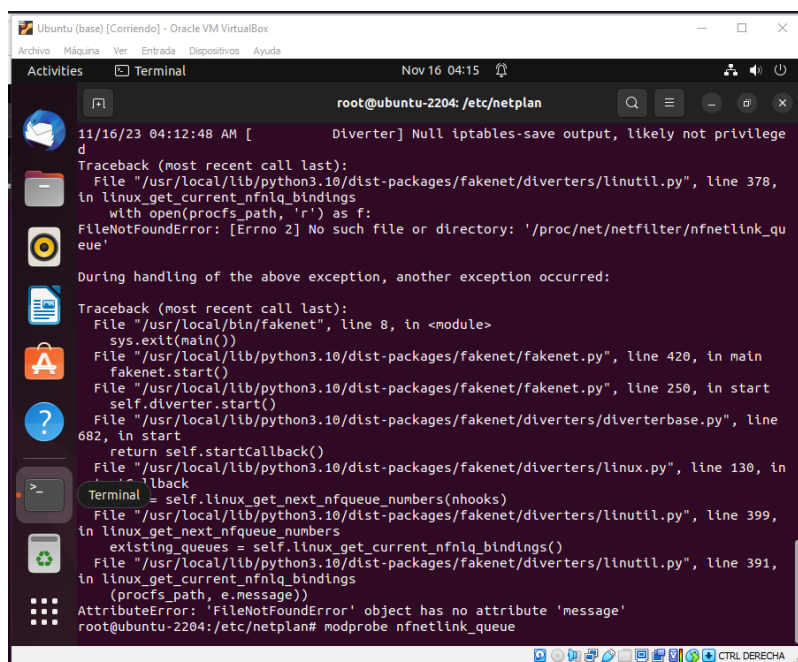 Ubuntu (base) [Corriendo] - Oracle VM VirtualBox
Archivo Máquina Ver Entrada Dispositivos Ayuda
Activities Terminal Nov 16 04:15
root@ubuntu-2204: /etc/netplan
11/16/23 04:12:48 AM [ Diverter] Null iptables-save output, likely not privilege
d
Traceback (most recent call last):
File "/usr/local/lib/python3.10/dist-packages/fakenet/diverters/linutil.py", line 378,
in linux_get_current_nfnlq_bindings
with open(procfs_path, 'r') as f:
FileNotFoundError: [Errno 2] No such file or directory: '/proc/net/netfilter/nfnetlink_qu
eue'
During handling of the above exception, another exception occurred:
Traceback (most recent call last):
File "/usr/local/bin/fakenet", line 8, in <module>
sys.exit(main())
File "/usr/local/lib/python3.10/dist-packages/fakenet/fakenet.py", line 420, in main
fakenet.start()
File "/usr/local/lib/python3.10/dist-packages/fakenet/fakenet.py", line 250, in start
self.diverter.start()
File "/usr/local/lib/python3.10/dist-packages/fakenet/diverters/diverterbase.py", line
682, in start
return self.startCallback()
File "/usr/local/lib/python3.10/dist-packages/fakenet/diverters/linux.py", line 130, in
llback
Terminal = self.linux_get_next_nfqueue_numbers(nhooks)
File "/usr/local/lib/python3.10/dist-packages/fakenet/diverters/linutil.py", line 399,
in linux_get_next_nfqueue_numbers
existing_queues = self.linux_get_current_nfnlq_bindings()
File "/usr/local/lib/python3.10/dist-packages/fakenet/diverters/linutil.py", line 391,
in linux_get_current_nfnlq_bindings
(procfs_path, e.message))
AttributeError: 'FileNotFoundError' object has no attribute 'message'
root@ubuntu-2204:/etc/netplan# modprobe nfnetlink_queue
CTRL DERECHA